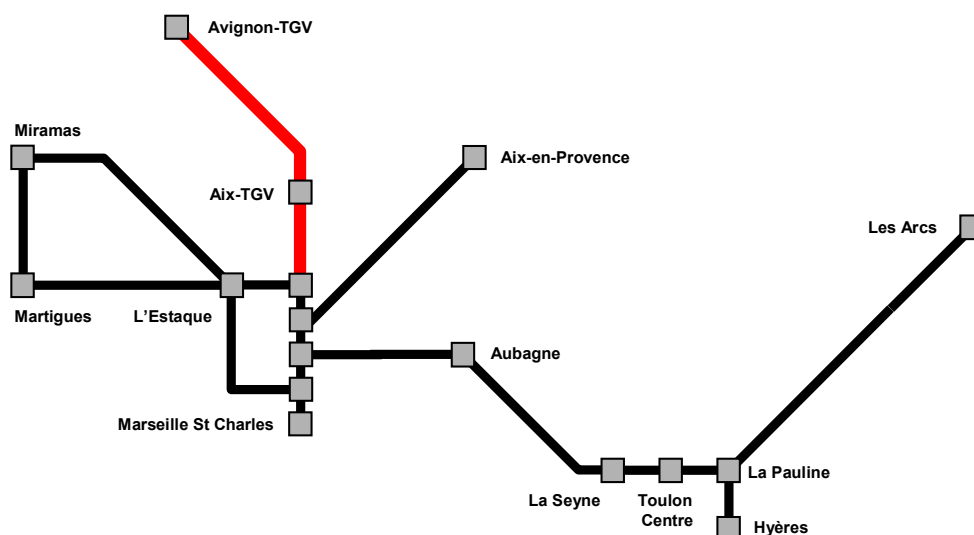 Avignon-TGV
Miramas
Aix-en-Provence
Aix-TGV
Les Arcs
Martigues
L’Estaque
Aubagne
Marseille St Charles
La Pauline
La Seyne
Toulon
Centre
Hyères